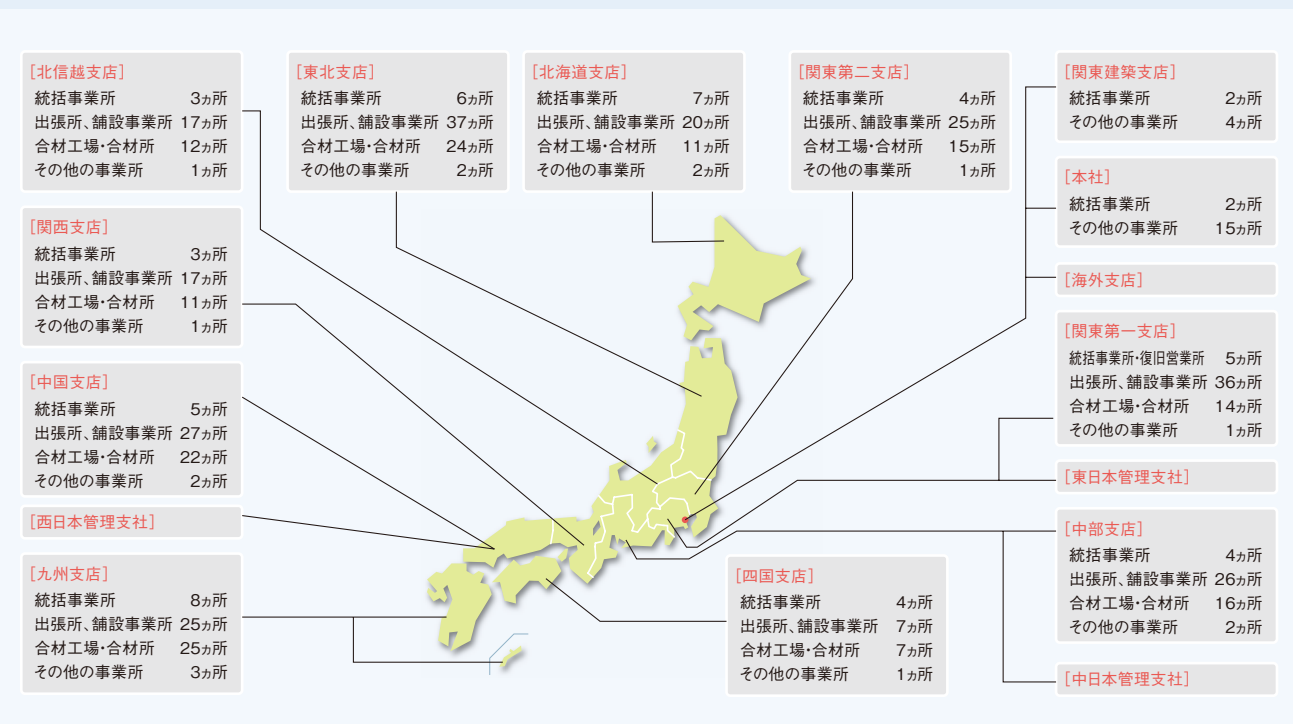 [北信越支店]
統括事業所 3ヵ所
出張所、舗設事業所 17ヵ所
合材工場・合材所 12ヵ所
その他の事業所 1ヵ所
[東北支店]
統括事業所 6ヵ所
出張所、舗設事業所 37ヵ所
合材工場・合材所 24ヵ所
その他の事業所 2ヵ所
[北海道支店]
統括事業所 7ヵ所
出張所、舗設事業所 20ヵ所
合材工場・合材所 11ヵ所
その他の事業所 2ヵ所
[関東第二支店]
統括事業所 4ヵ所
出張所、舗設事業所 25ヵ所
合材工場・合材所 15ヵ所
その他の事業所 1ヵ所
[関東建築支店]
統括事業所 2ヵ所
その他の事業所 4ヵ所
[本社]
統括事業所 2ヵ所
その他の事業所 15ヵ所
[海外支店]
[関東第一支店]
統括事業所・復旧営業所 5ヵ所
出張所、舗設事業所 36ヵ所
合材工場・合材所 14ヵ所
その他の事業所 1ヵ所
[東日本管理支社]
[中部支店]
統括事業所 4ヵ所
出張所、舗設事業所 26ヵ所
合材工場・合材所 16ヵ所
その他の事業所 2ヵ所
[中日本管理支社]
[関西支店]
統括事業所 3ヵ所
出張所、舗設事業所 17ヵ所
合材工場・合材所 11ヵ所
その他の事業所 1ヵ所
[中国支店]
統括事業所 5ヵ所
出張所、舗設事業所 27ヵ所
合材工場・合材所 22ヵ所
その他の事業所 2ヵ所
[西日本管理支社]
[九州支店]
統括事業所 8ヵ所
出張所、舗設事業所 25ヵ所
合材工場・合材所 25ヵ所
その他の事業所 3ヵ所
[四国支店]
統括事業所 4ヵ所
出張所、舗設事業所 7ヵ所
合材工場・合材所 7ヵ所
その他の事業所 1ヵ所